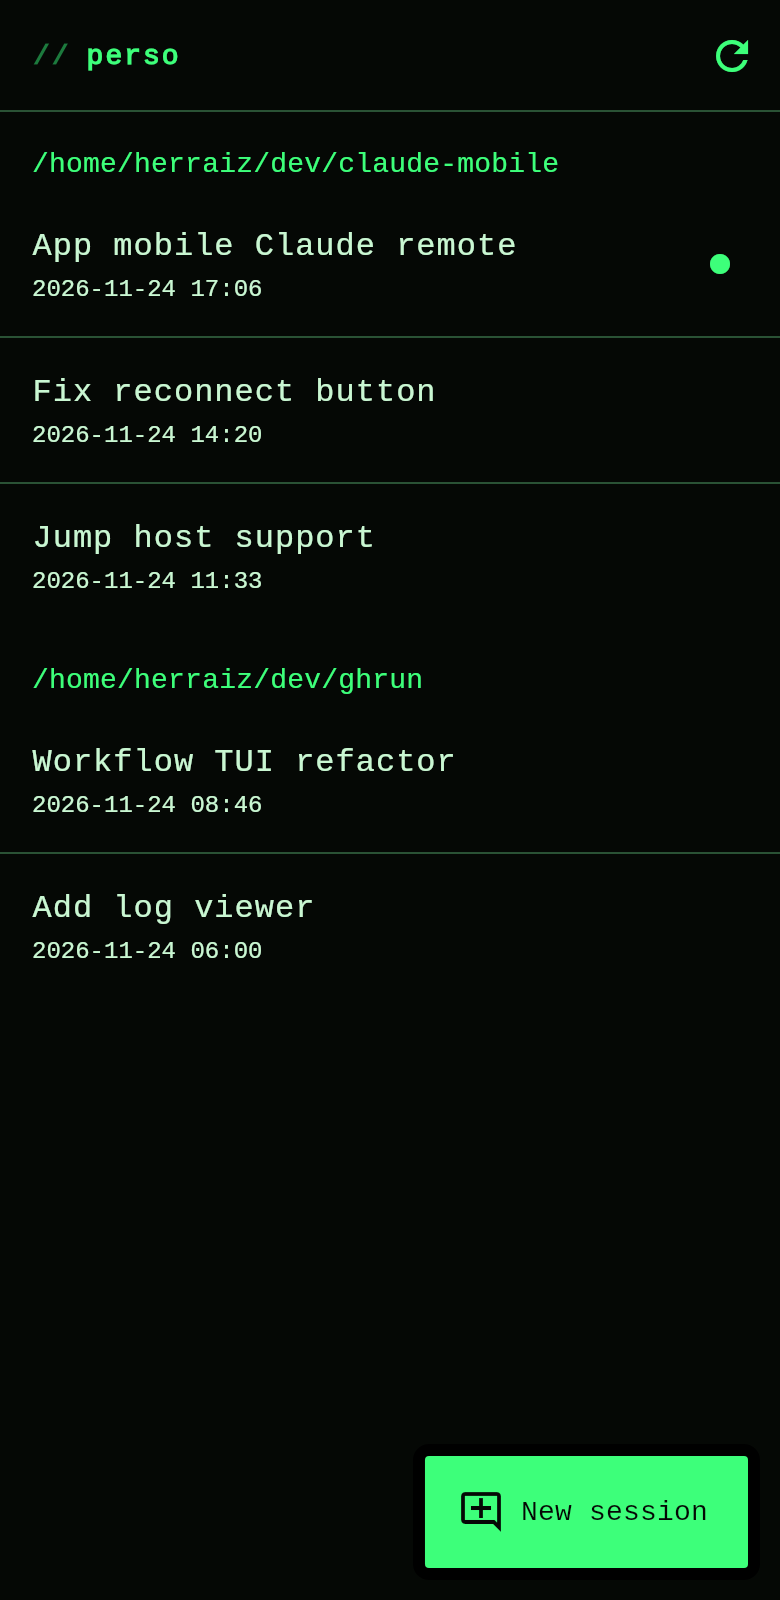 // perso
/home/herraiz/dev/claude-mobile
App mobile Claude remote
2026-11-24 17:06
Fix reconnect button
2026-11-24 14:20
Jump host support
2026-11-24 11:33
/home/herraiz/dev/ghrun
Workflow TUI refactor
2026-11-24 08:46
Add log viewer
2026-11-24 06:00
New session